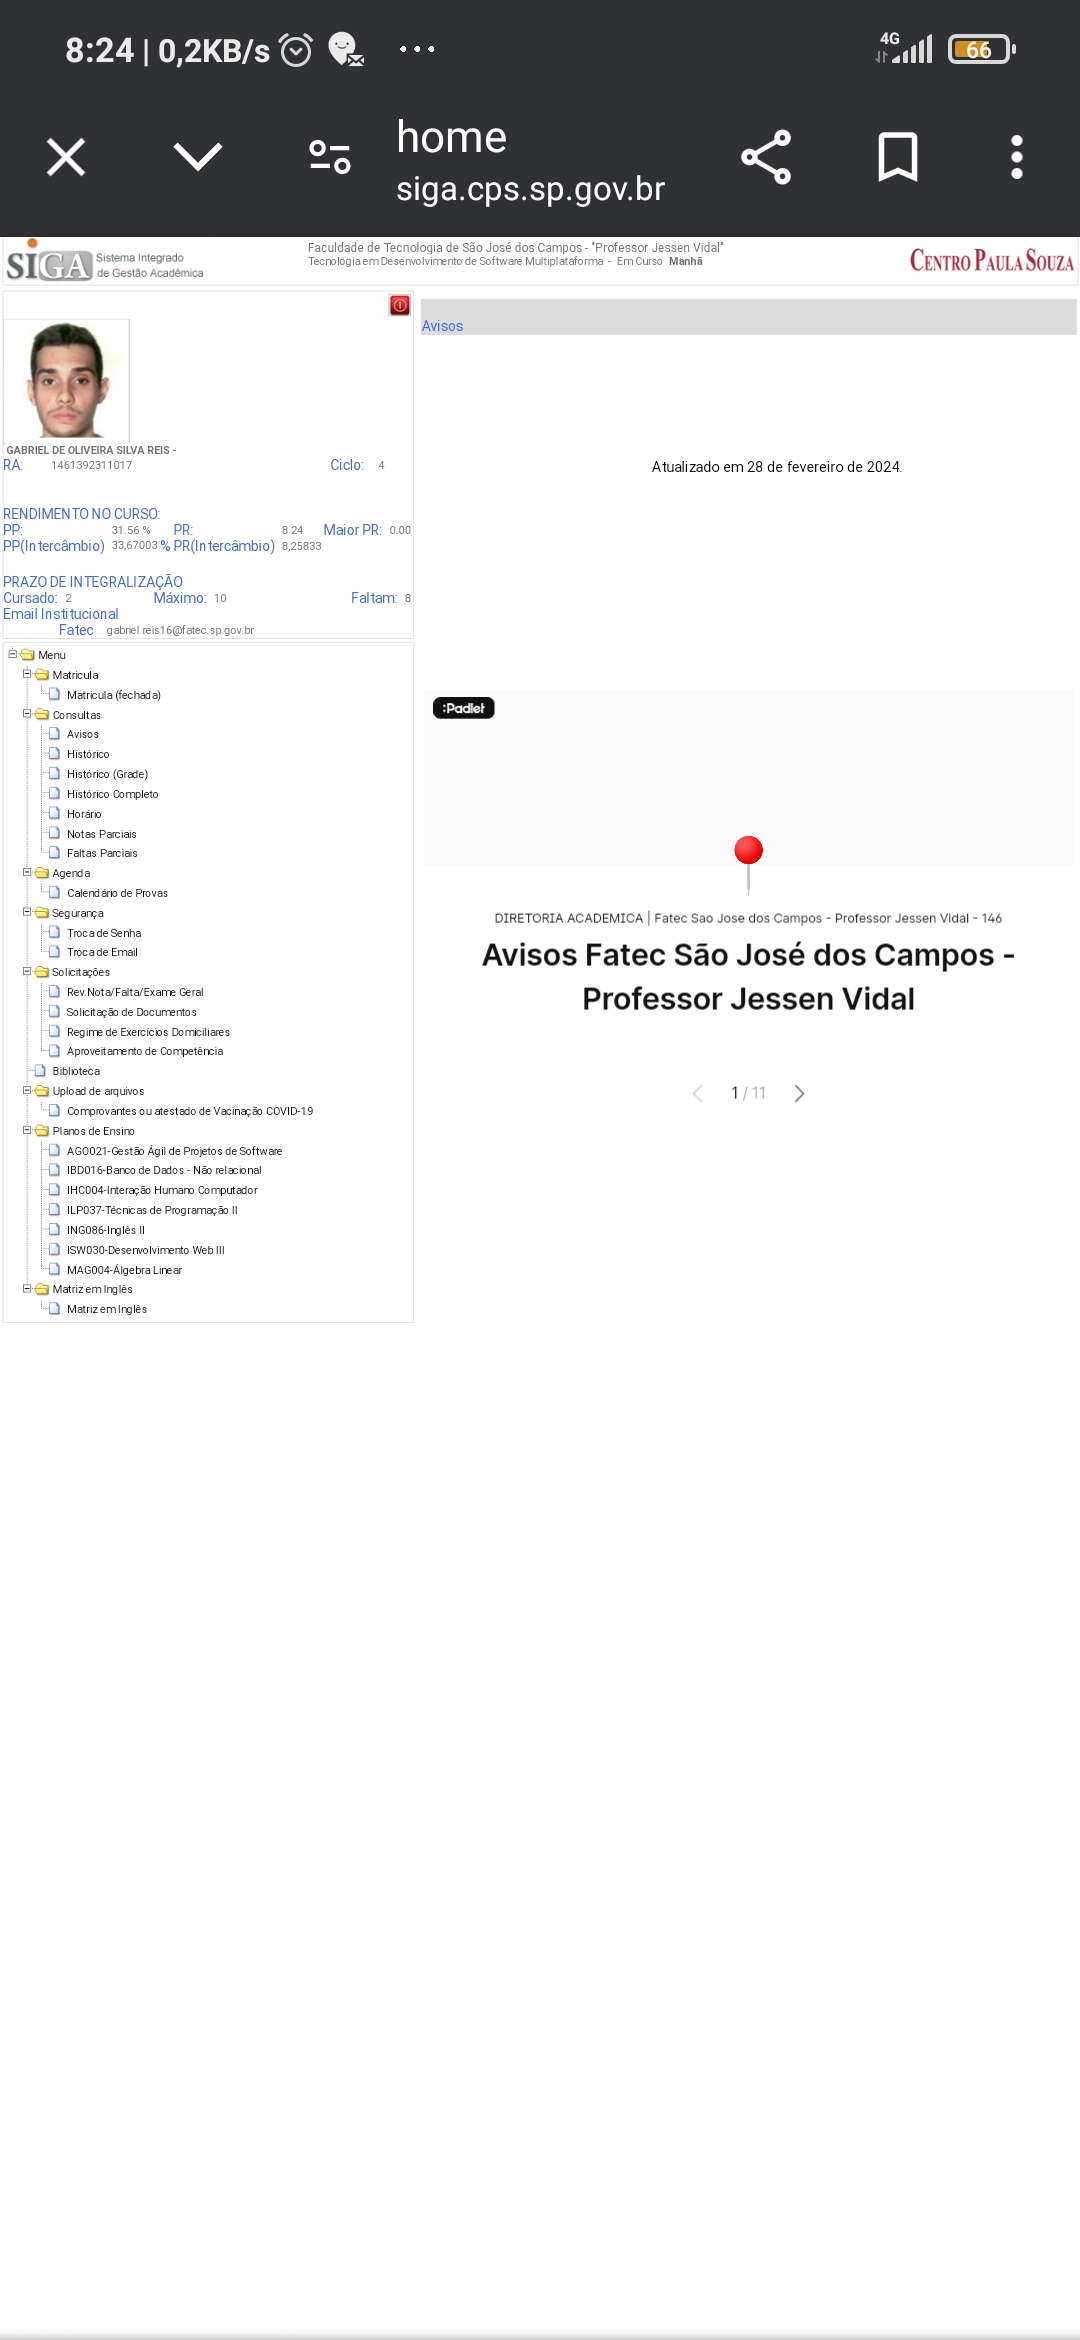 8:24 | 0,2KB/s
4G
66
home
siga.cps.sp.gov.br
SIGA Sistema Integrado de Gestão Acadêmica
Faculdade de Tecnologia de São José dos Campos - "Professor Jessen Vidal"
Tecnologia em Desenvolvimento de Software Multiplataforma - Em Curso Manhã
CENTRO PAULA SOUZA
GABRIEL DE OLIVEIRA SILVA REIS -
RA: 1461392311017 Ciclo: 4
RENDIMENTO NO CURSO:
PP: 31.56 % PR: 8.24 Maior PR: 0.00
PP(Intercâmbio) 33,67003 % PR(Intercâmbio) 8,25833
PRAZO DE INTEGRALIZAÇÃO
Cursado: 2 Máximo: 10 Faltam: 8
Email Institucional
Fatec gabriel.reis16@fatec.sp.gov.br
Menu
Matricula
Matricula (fechada)
Consultas
Avisos
Histórico
Histórico (Grade)
Histórico Completo
Horário
Notas Parciais
Faltas Parciais
Agenda
Calendário de Provas
Segurança
Troca de Senha
Troca de Email
Solicitações
Rev.Nota/Falta/Exame Geral
Solicitação de Documentos
Regime de Exercícios Domiciliares
Aproveitamento de Competência
Biblioteca
Upload de arquivos
Comprovantes ou atestado de Vacinação COVID-19
Planos de Ensino
AGO021-Gestão Ágil de Projetos de Software
IBD016-Banco de Dados - Não relacional
IHC004-Interação Humano Computador
ILP037-Técnicas de Programação II
ING086-Inglês II
ISW030-Desenvolvimento Web III
MAG004-Álgebra Linear
Matriz em Inglês
Matriz em Inglês
Avisos
Atualizado em 28 de fevereiro de 2024.
:Padlet
DIRETORIA ACADEMICA | Fatec Sao Jose dos Campos - Professor Jessen Vidal - 146
Avisos Fatec São José dos Campos -
Professor Jessen Vidal
1 / 11